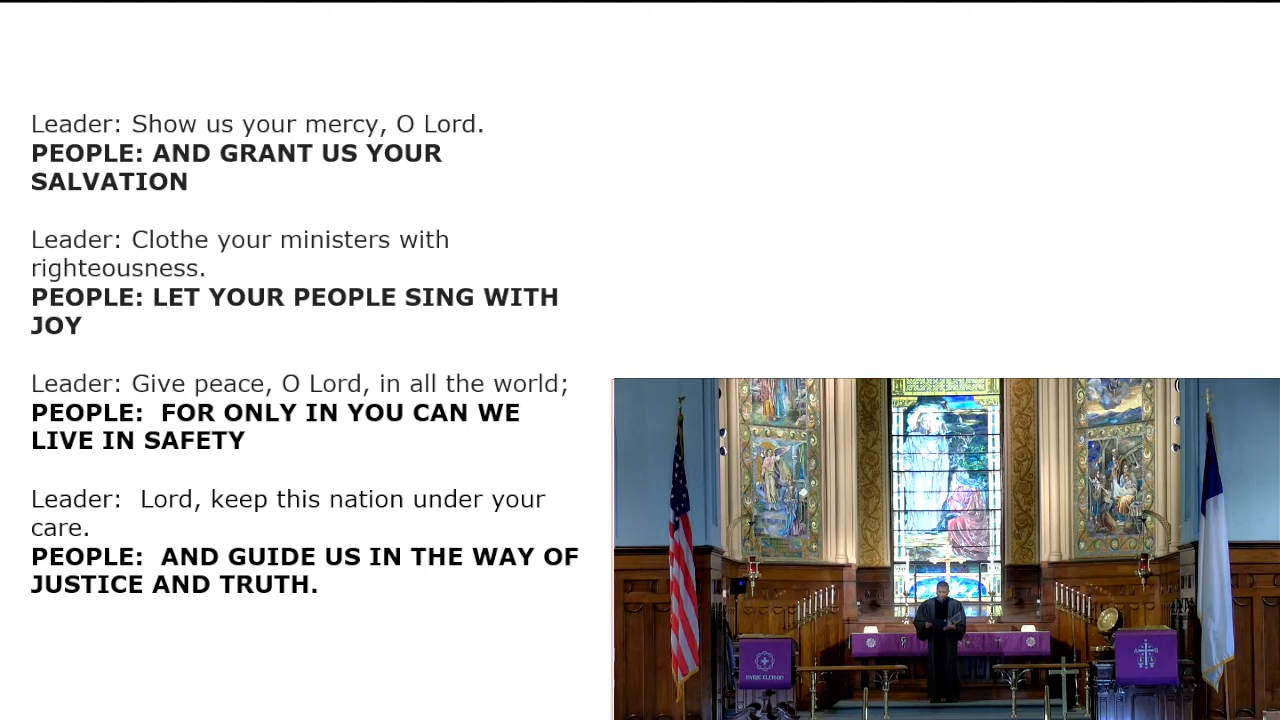 Leader: Show us your mercy, O Lord.
PEOPLE: AND GRANT US YOUR
SALVATION
Leader: Clothe your ministers with
righteousness.
PEOPLE: LET YOUR PEOPLE SING WITH
JOY
Leader: Give peace, O Lord, in all the world;
PEOPLE:  FOR ONLY IN YOU CAN WE
LIVE IN SAFETY
Leader:  Lord, keep this nation under your
care.
PEOPLE:  AND GUIDE US IN THE WAY OF
JUSTICE AND TRUTH.
KYRIE ELEISON